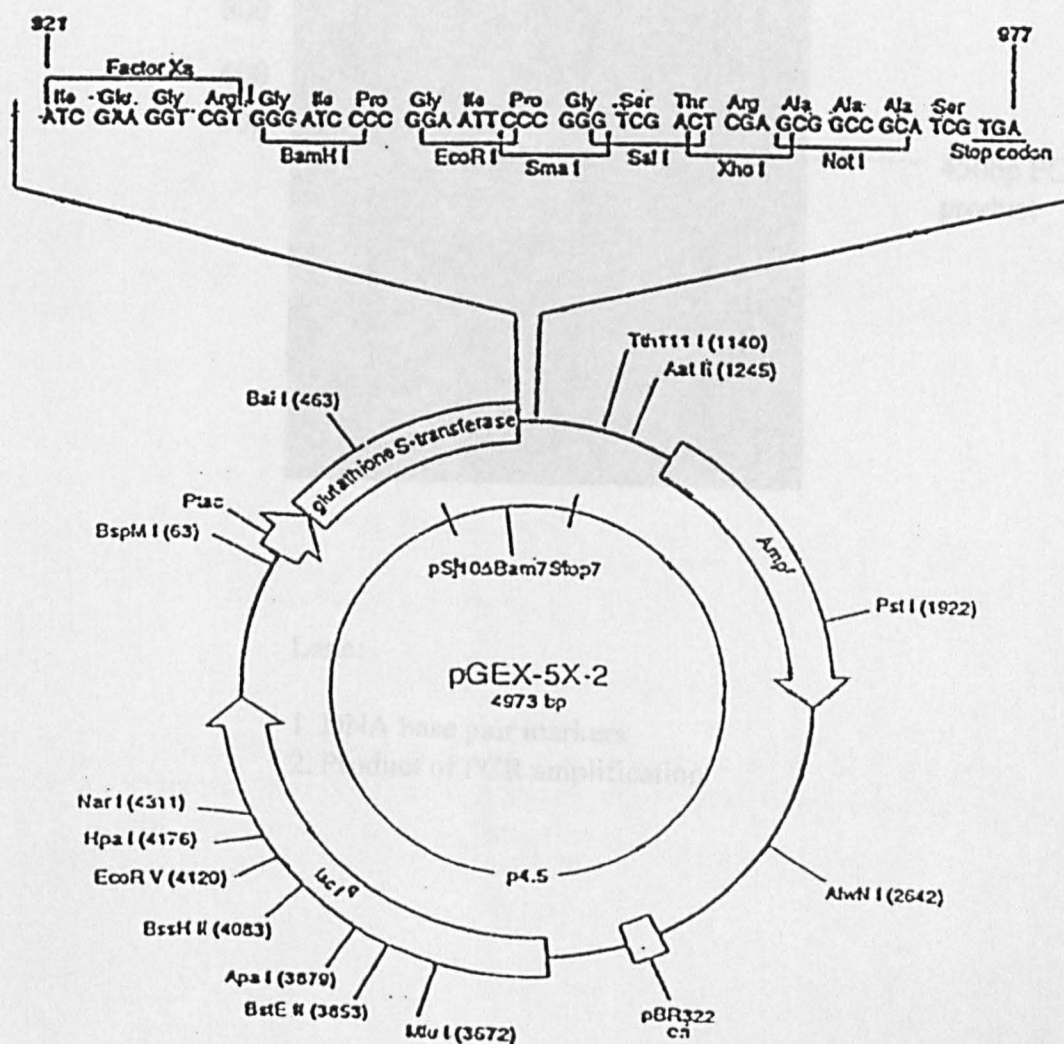 921 977
Factor Xa
Ile Glu Gly Arg Gly Ile Pro Gly Ile Pro Gly Ser Thr Arg Ala Ala Ala Ser
ATC GAA GGT CGT GGG ATC CCC GGA ATT CCC GGG TCG ACT CGA GCG GCC GCA TCG TGA
BamH I EcoR I Sma I Sal I Xho I Not I Stop codon
450bp
Tth111 I (1140)
Aat II (1245)
Bal I (463)
glutathione S-transferase
Ptac
BspM I (63)
Ampr
pSj10ΔBam7Stop7
Pst I (1922)
Lane:
pGEX-5X-2
4973 bp
1. DNA base pair markers
2. Product of PCR amplification
Nar I (4311)
Hpa I (4176)
EcoR V (4120)
BssH II (4083)
lac Iq
p4.5
AlwN I (2642)
Apa I (3879)
BstE II (3853)
Mlu I (3672)
pBR322
ori